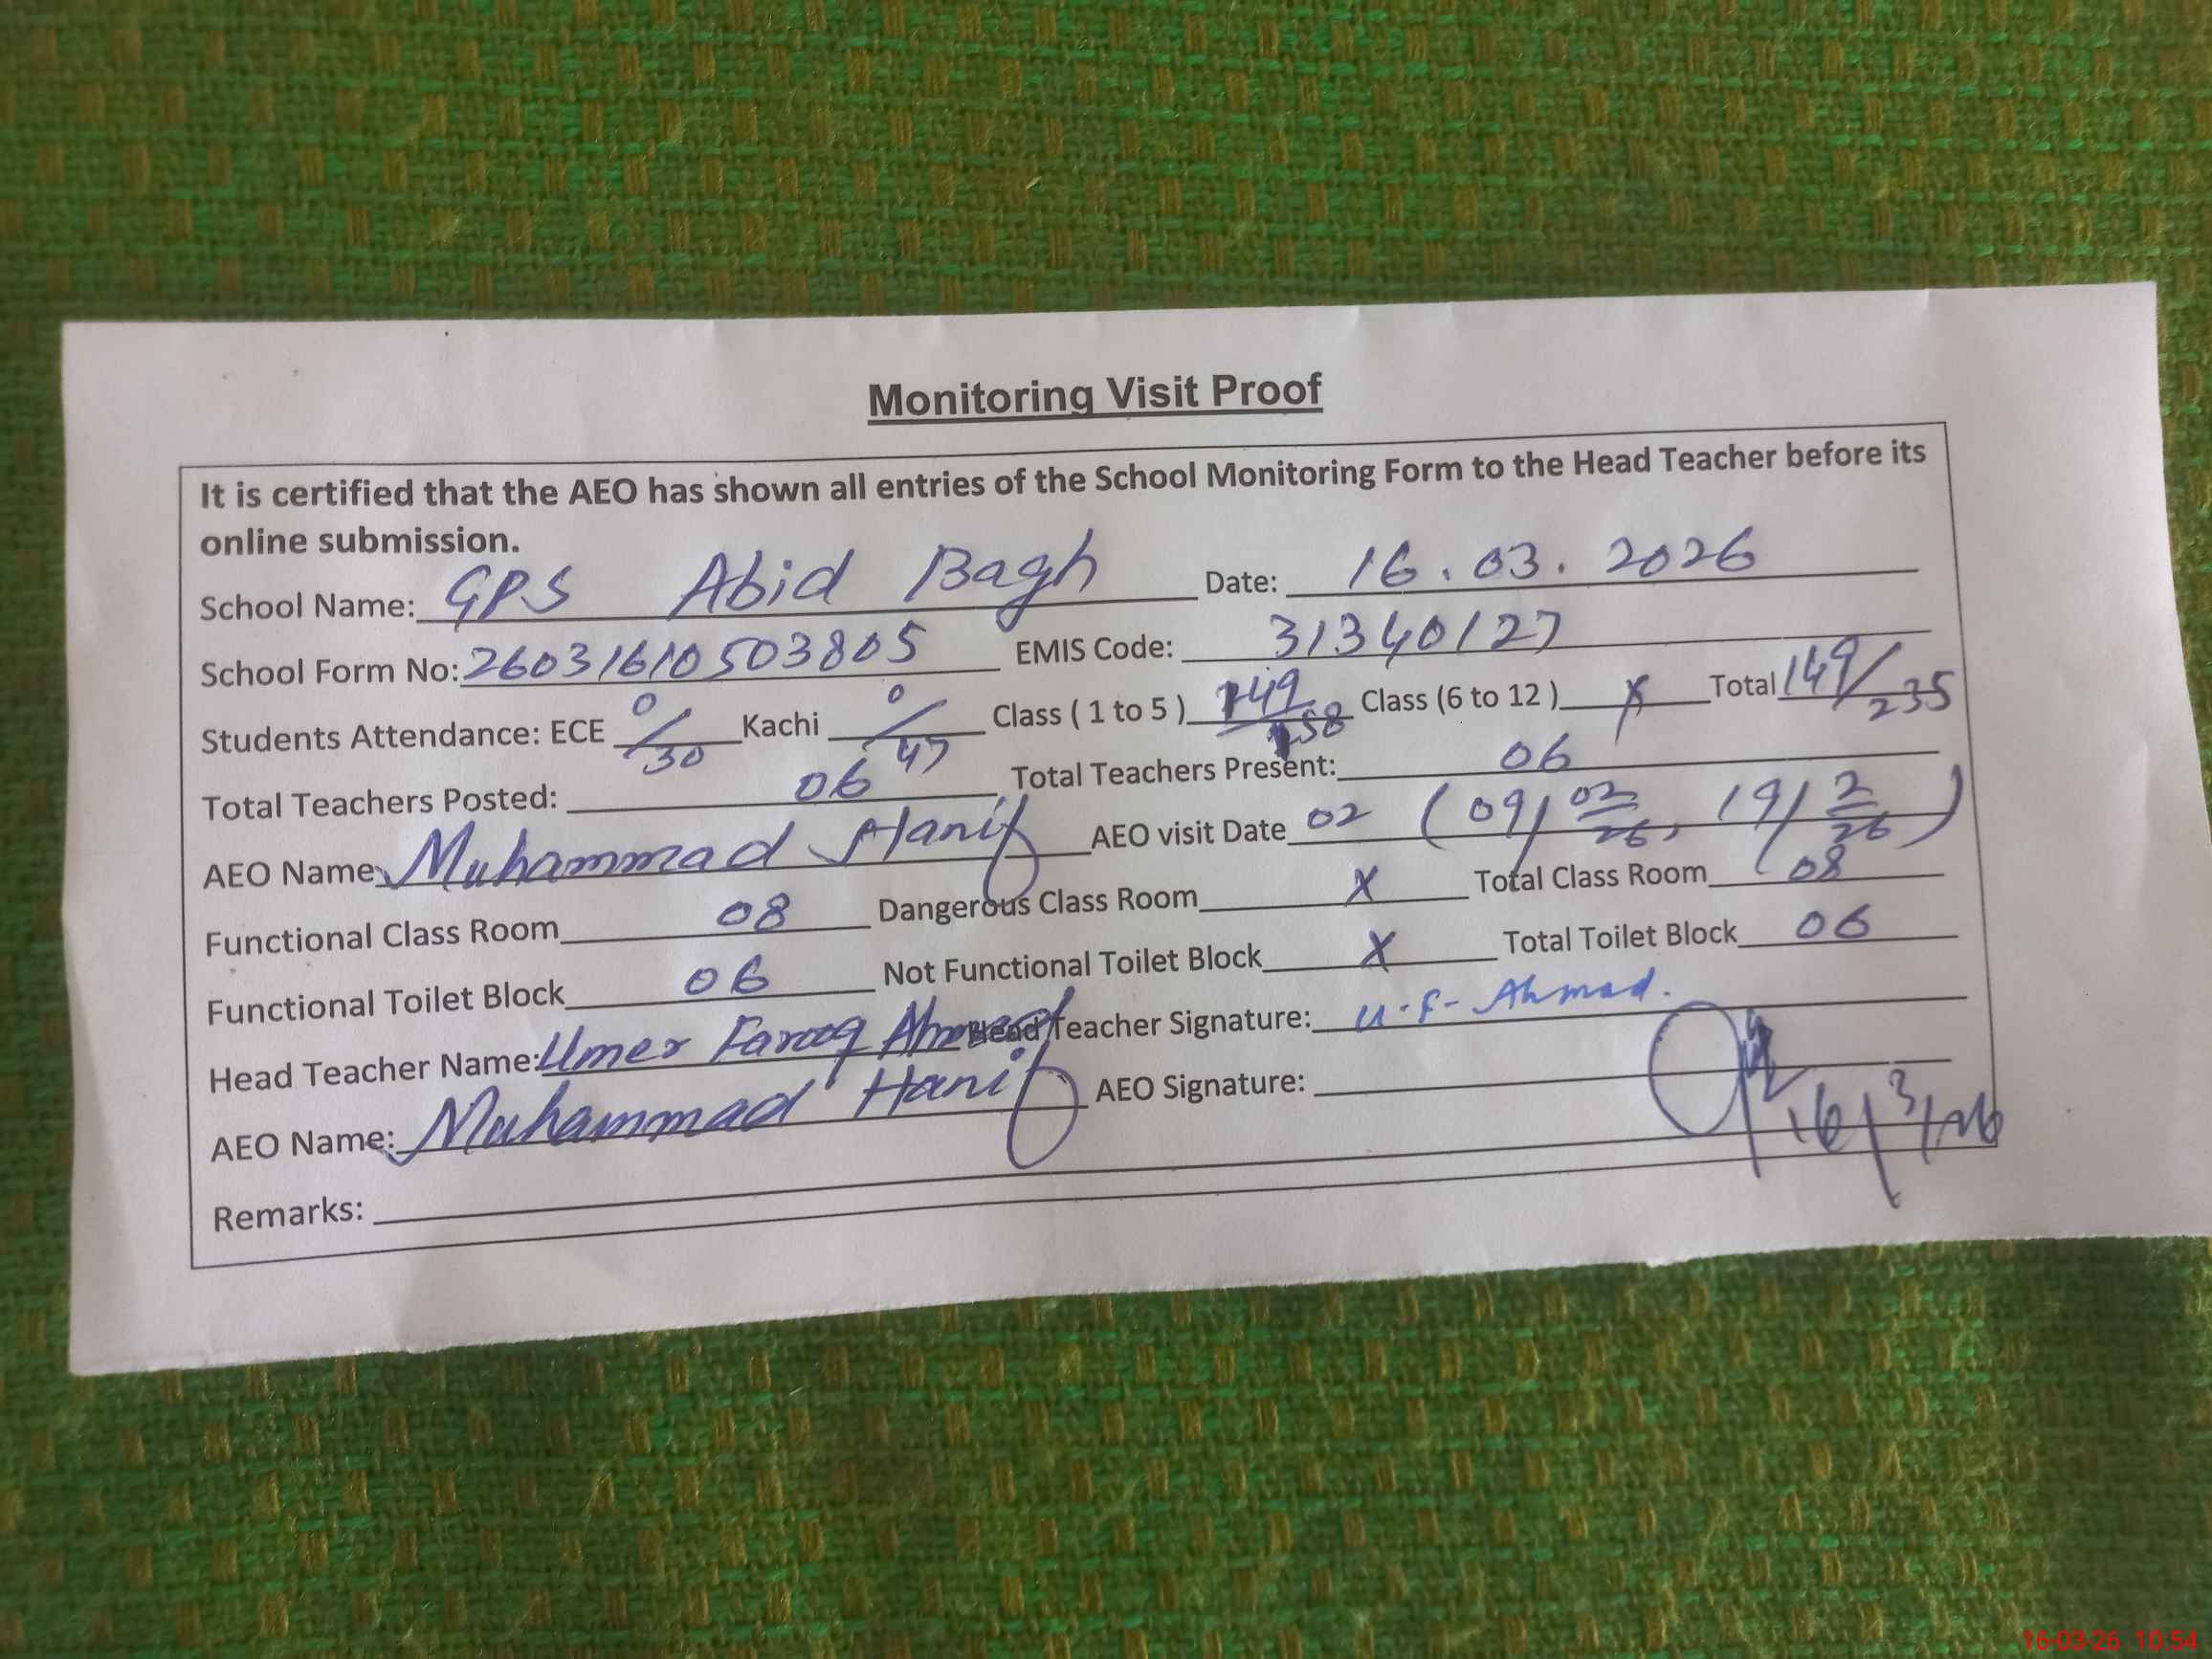 Monitoring Visit Proof
It is certified that the AEO has shown all entries of the School Monitoring Form to the Head Teacher before its
online submission.
School Name: GPS Abid Bagh Date: 16.03.2026
School Form No: 26031610503805 EMIS Code: 31340127
Students Attendance: ECE 0/30 Kachi 0/47 Class ( 1 to 5 ) 149/158 Class (6 to 12 ) X Total 149/235
Total Teachers Posted: 06 Total Teachers Present: 06
AEO Name Muhammad Hanif AEO visit Date 02 ( 09/02/26, 19/2/26 )
Functional Class Room 08 Dangerous Class Room X Total Class Room 08
Functional Toilet Block 06 Not Functional Toilet Block X Total Toilet Block 06
Head Teacher Name: Umer Farooq Ahmad Head Teacher Signature: U-F- Ahmad.
AEO Name: Muhammad Hanif AEO Signature: 16/3/26
Remarks:
16-03-26 10:54